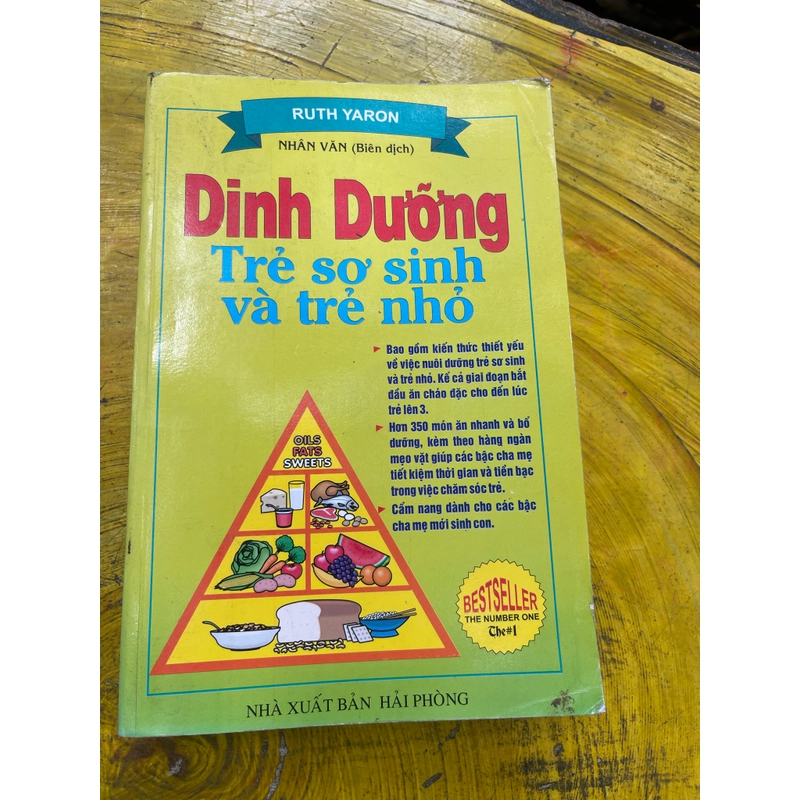 RUTH YARON
NHÂN VĂN (Biên dịch)
Dinh Dưỡng
Trẻ sơ sinh
và trẻ nhỏ
Bao gồm kiến thức thiết yếu
về việc nuôi dưỡng trẻ sơ sinh
và trẻ nhỏ. Kể cả giai đoạn bắt
đầu ăn cháo đặc cho đến lúc
trẻ lên 3.
Hơn 350 món ăn nhanh và bổ
dưỡng, kèm theo hàng ngàn
mẹo vặt giúp các bậc cha mẹ
tiết kiệm thời gian và tiền bạc
trong việc chăm sóc trẻ.
Cẩm nang dành cho các bậc
cha mẹ mới sinh con.
OILS
FATS
SWEETS
BESTSELLER
THE NUMBER ONE
The #1
NHÀ XUẤT BẢN HẢI PHÒNG